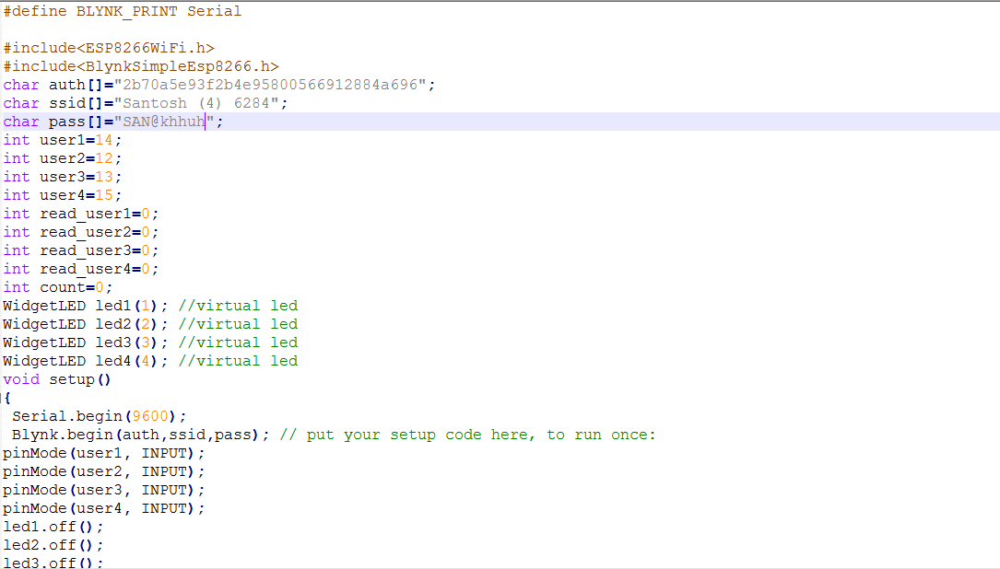 #define BLYNK_PRINT Serial
#include<ESP8266WiFi.h>
#include<BlynkSimpleEsp8266.h>
char auth[]="2b70a5e93f2b4e95800566912884a696";
char ssid[]="Santosh (4) 6284";
char pass[]="SAN@khhuh";
int user1=14;
int user2=12;
int user3=13;
int user4=15;
int read_user1=0;
int read_user2=0;
int read_user3=0;
int read_user4=0;
int count=0;
WidgetLED led1(1); //virtual led
WidgetLED led2(2); //virtual led
WidgetLED led3(3); //virtual led
WidgetLED led4(4); //virtual led
void setup()
{
Serial.begin(9600);
Blynk.begin(auth,ssid,pass); // put your setup code here, to run once:
pinMode(user1, INPUT);
pinMode(user2, INPUT);
pinMode(user3, INPUT);
pinMode(user4, INPUT);
led1.off();
led2.off();
led3.off();